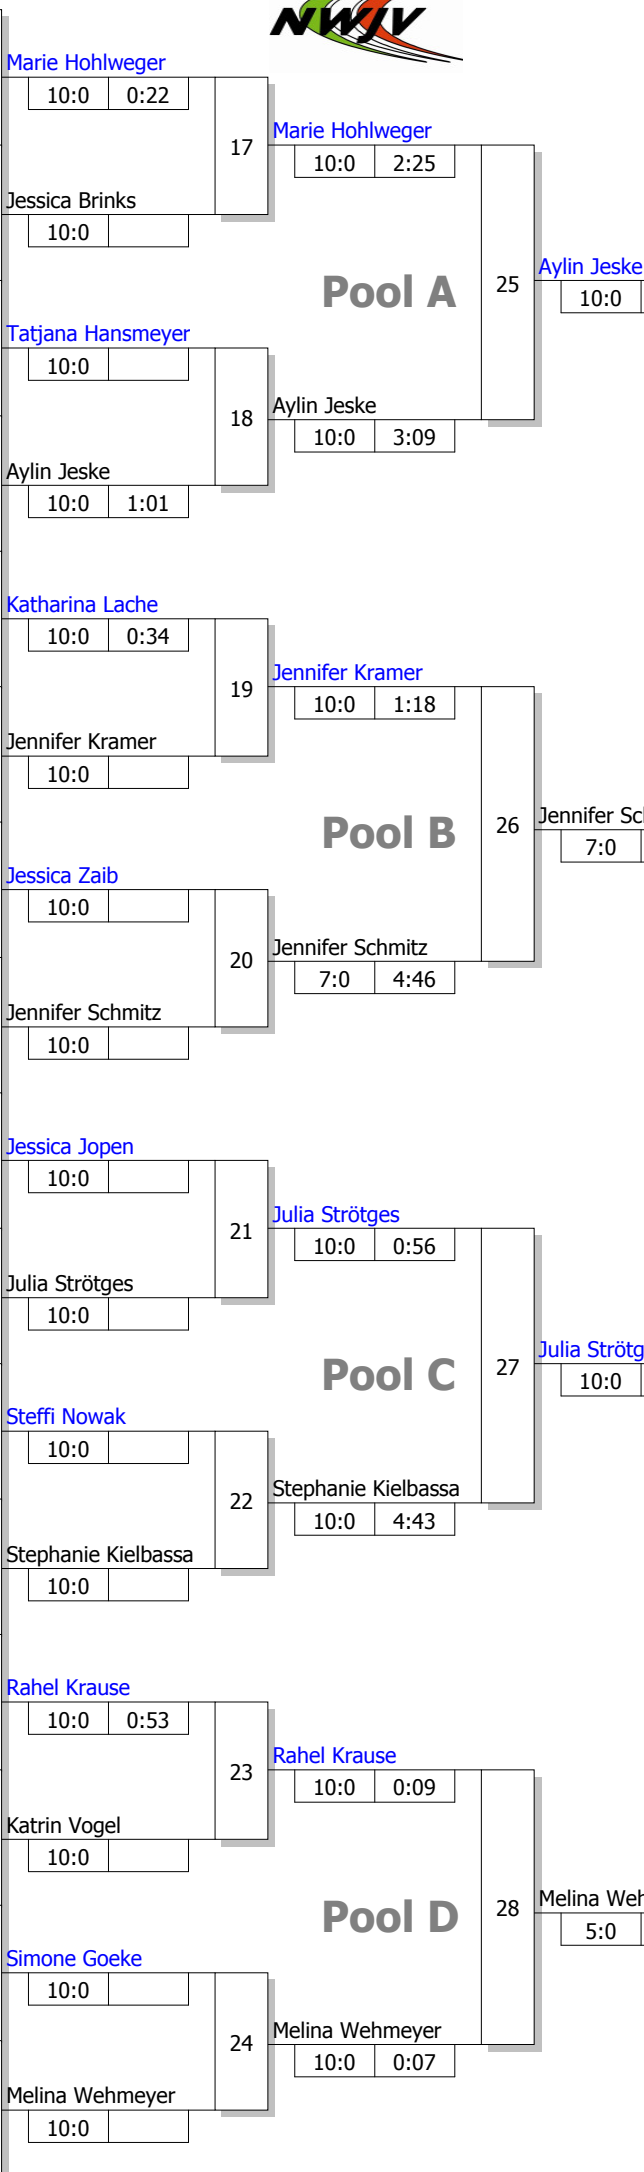 NWJV
Marie Hohlweger
10:0 0:22
17
Marie Hohlweger
10:0 2:25
Jessica Brinks
10:0
Pool A
25
Aylin Jeske
10:0
Tatjana Hansmeyer
10:0
18
Aylin Jeske
10:0 3:09
Aylin Jeske
10:0 1:01
Katharina Lache
10:0 0:34
19
Jennifer Kramer
10:0 1:18
Jennifer Kramer
10:0
Pool B
26
Jennifer Sc
7:0
Jessica Zaib
10:0
20
Jennifer Schmitz
7:0 4:46
Jennifer Schmitz
10:0
Jessica Jopen
10:0
21
Julia Strötges
10:0 0:56
Julia Strötges
10:0
Pool C
27
Julia Strötg
10:0
Steffi Nowak
10:0
22
Stephanie Kielbassa
10:0 4:43
Stephanie Kielbassa
10:0
Rahel Krause
10:0 0:53
23
Rahel Krause
10:0 0:09
Katrin Vogel
10:0
Pool D
28
Melina Weh
5:0
Simone Goeke
10:0
24
Melina Wehmeyer
10:0 0:07
Melina Wehmeyer
10:0